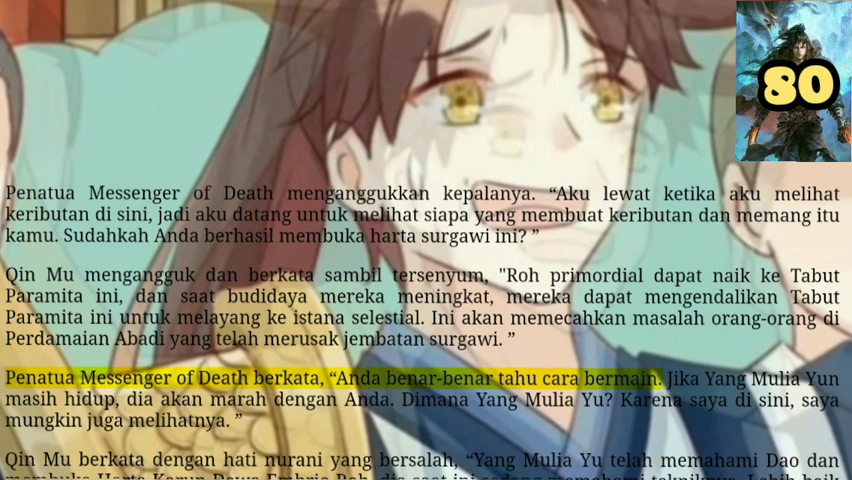 80
Penatua Messenger of Death menganggukkan kepalanya. “Aku lewat ketika aku melihat
keributan di sini, jadi aku datang untuk melihat siapa yang membuat keributan dan memang itu
kamu. Sudahkah Anda berhasil membuka harta surgawi ini? ”
Qin Mu mengangguk dan berkata sambil tersenyum, "Roh primordial dapat naik ke Tabut
Paramita ini, dan saat budidaya mereka meningkat, mereka dapat mengendalikan Tabut
Paramita ini untuk melayang ke istana selestial. Ini akan memecahkan masalah orang-orang di
Perdamaian Abadi yang telah merusak jembatan surgawi. ”
Penatua Messenger of Death berkata, “Anda benar-benar tahu cara bermain. Jika Yang Mulia Yun
masih hidup, dia akan marah dengan Anda. Dimana Yang Mulia Yu? Karena saya di sini, saya
mungkin juga melihatnya. ”
Qin Mu berkata dengan hati nurani yang bersalah, “Yang Mulia Yu telah memahami Dao dan